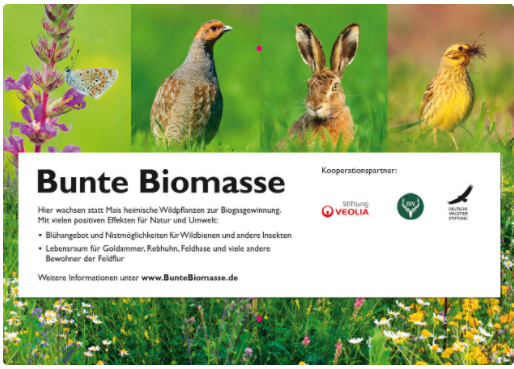 Bunte Biomasse
Hier wachsen statt Mais heimische Wildpflanzen zur Biogasgewinnung.
Mit vielen positiven Effekten für Natur und Umwelt:
• Blühangebot und Nistmöglichkeiten für Wildbienen und andere Insekten
• Lebensraum für Goldammer, Rebhuhn, Feldhase und viele andere
Bewohner der Feldflur
Weitere Informationen unter www.BunteBiomasse.de
Kooperationspartner:
Stiftung
VEOLIA
DJV
DEUTSCHE
WILDTIER
STIFTUNG